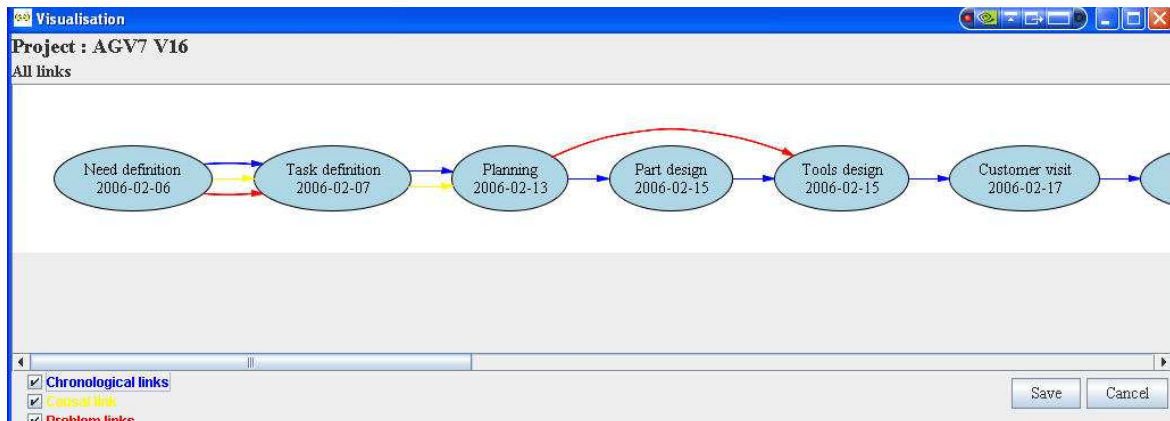 Visualisation
Project : AGV7 V16
All links
Need definition
2006-02-06
Task definition
2006-02-07
Planning
2006-02-13
Part design
2006-02-15
Tools design
2006-02-15
Customer visit
2006-02-17
Chronological links
Causal link
Problem links
Save
Cancel